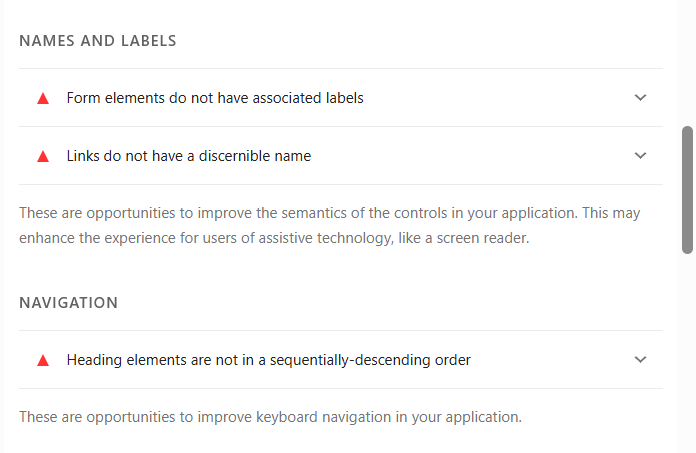 NAMES AND LABELS
Form elements do not have associated labels
Links do not have a discernible name
These are opportunities to improve the semantics of the controls in your application. This may
enhance the experience for users of assistive technology, like a screen reader.
NAVIGATION
Heading elements are not in a sequentially-descending order
These are opportunities to improve keyboard navigation in your application.